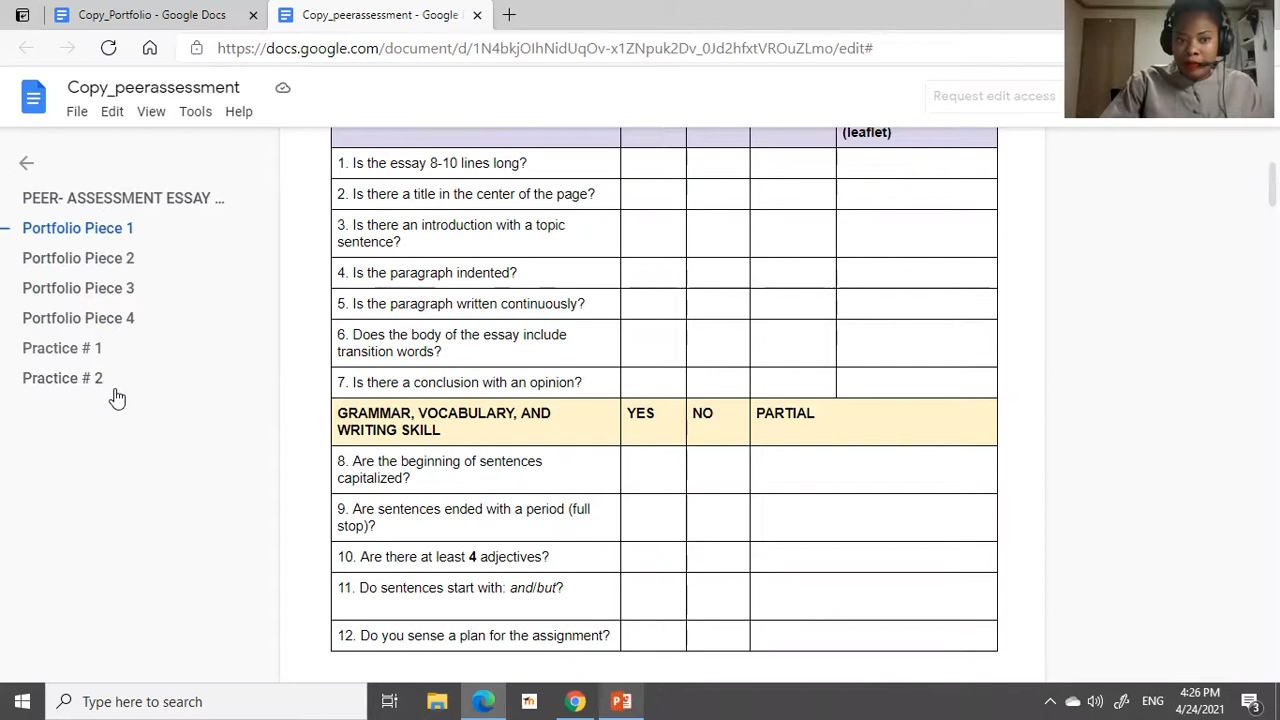 Copy_Portfolio - Google Docs
Copy_peerassessment - Google
https://docs.google.com/document/d/1N4bkjOIhNidUqOv-x1ZNpuk2Dv_0Jd2hfxtVROuZLmo/edit#
Copy_peerassessment
Request edit access
File Edit View Tools Help
PEER- ASSESSMENT ESSAY ...
Portfolio Piece 1
Portfolio Piece 2
Portfolio Piece 3
Portfolio Piece 4
Practice # 1
Practice # 2
(leaflet)
1. Is the essay 8-10 lines long?
2. Is there a title in the center of the page?
3. Is there an introduction with a topic
sentence?
4. Is the paragraph indented?
5. Is the paragraph written continuously?
6. Does the body of the essay include
transition words?
7. Is there a conclusion with an opinion?
GRAMMAR, VOCABULARY, AND
WRITING SKILL
YES
NO
PARTIAL
8. Are the beginning of sentences
capitalized?
9. Are sentences ended with a period (full
stop)?
10. Are there at least 4 adjectives?
11. Do sentences start with: and/but?
12. Do you sense a plan for the assignment?
Type here to search
ENG
4:26 PM
4/24/2021
3